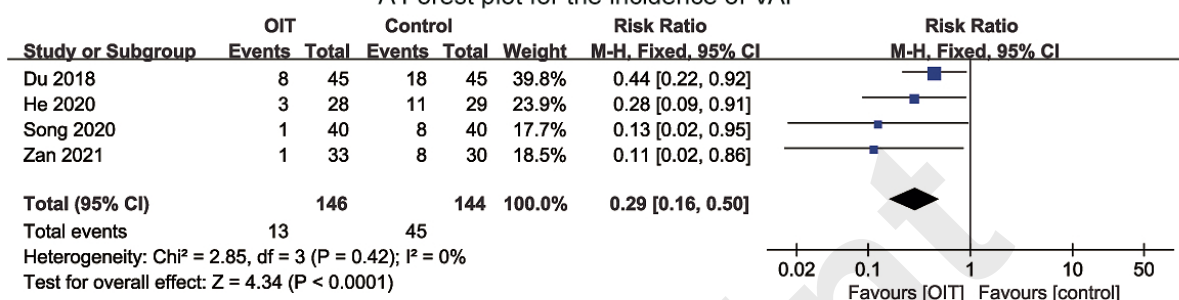 A Forest plot for the incidence of VAP
OIT Control Risk Ratio Risk Ratio
Study or Subgroup Events Total Events Total Weight M-H, Fixed, 95% CI M-H, Fixed, 95% CI
Du 2018 8 45 18 45 39.8% 0.44 [0.22, 0.92]
He 2020 3 28 11 29 23.9% 0.28 [0.09, 0.91]
Song 2020 1 40 8 40 17.7% 0.13 [0.02, 0.95]
Zan 2021 1 33 8 30 18.5% 0.11 [0.02, 0.86]
Total (95% CI) 146 144 100.0% 0.29 [0.16, 0.50]
Total events 13 45
Heterogeneity: Chi² = 2.85, df = 3 (P = 0.42); I² = 0%
Test for overall effect: Z = 4.34 (P < 0.0001)
0.02 0.1 1 10 50
Favours [OIT] Favours [control]